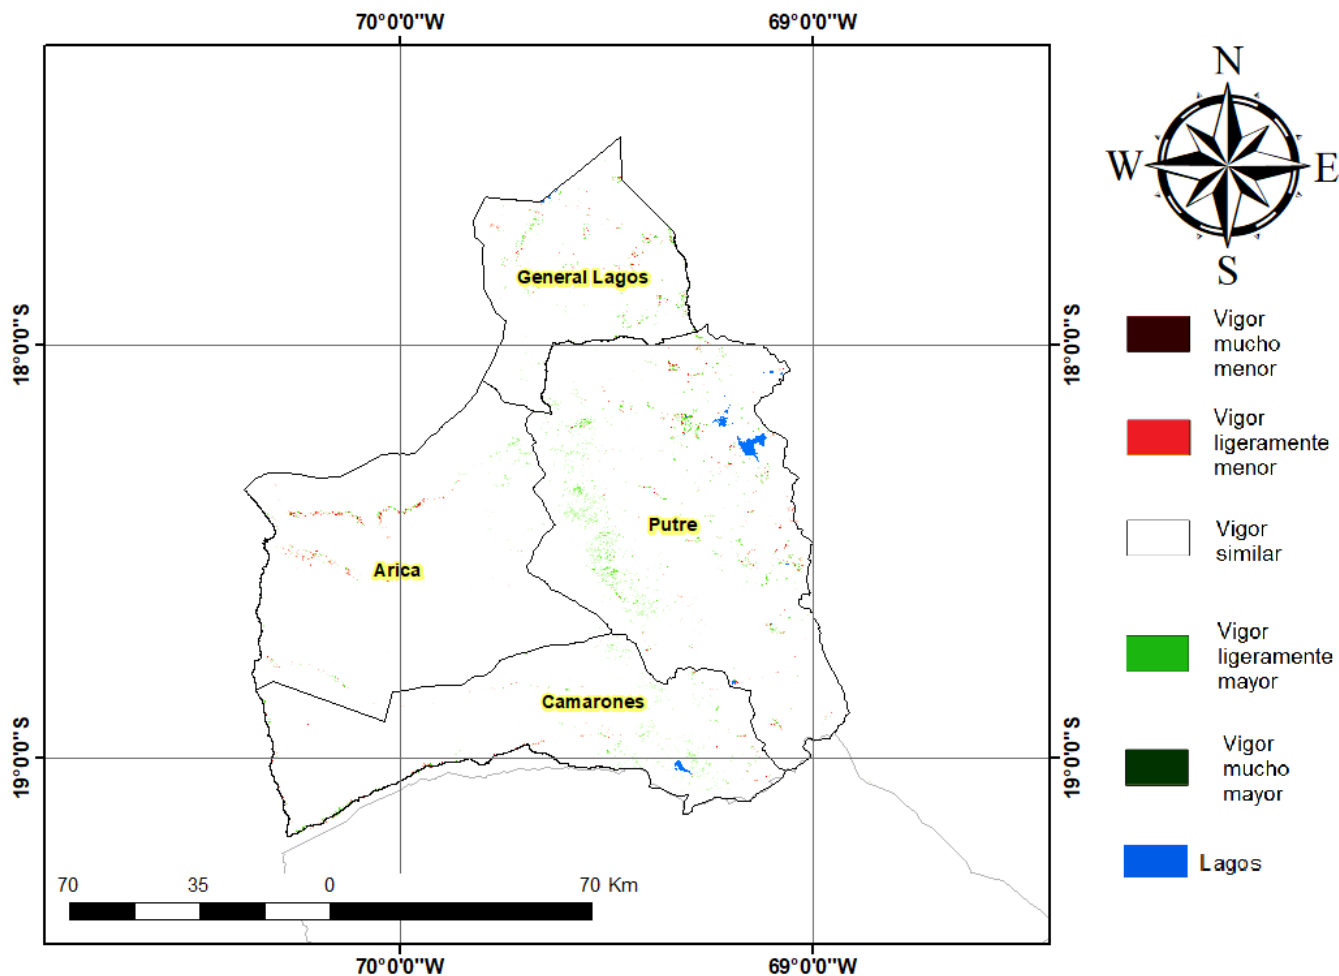 70°0'0"W
69°0'0"W
N
W
E
S
General Lagos
18°0'0"S
18°0'0"S
Putre
Arica
Camarones
19°0'0"S
19°0'0"S
70
35
0
70 Km
70°0'0"W
69°0'0"W
Vigor
mucho
menor
Vigor
ligeramente
menor
Vigor
similar
Vigor
ligeramente
mayor
Vigor
mucho
mayor
Lagos